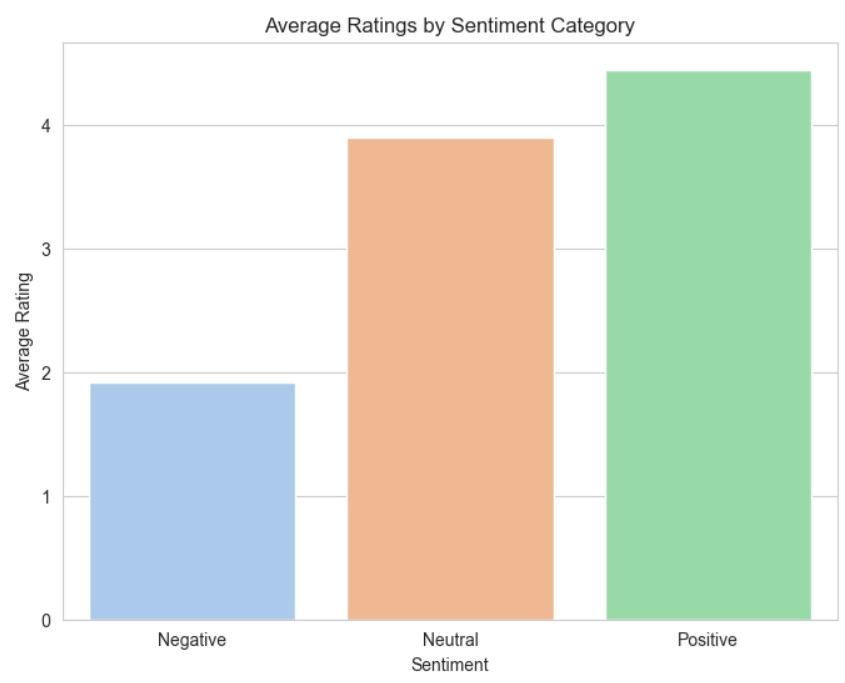 Average Ratings by Sentiment Category
Average Rating
4
3
2
1
0
Negative Neutral Positive
Sentiment